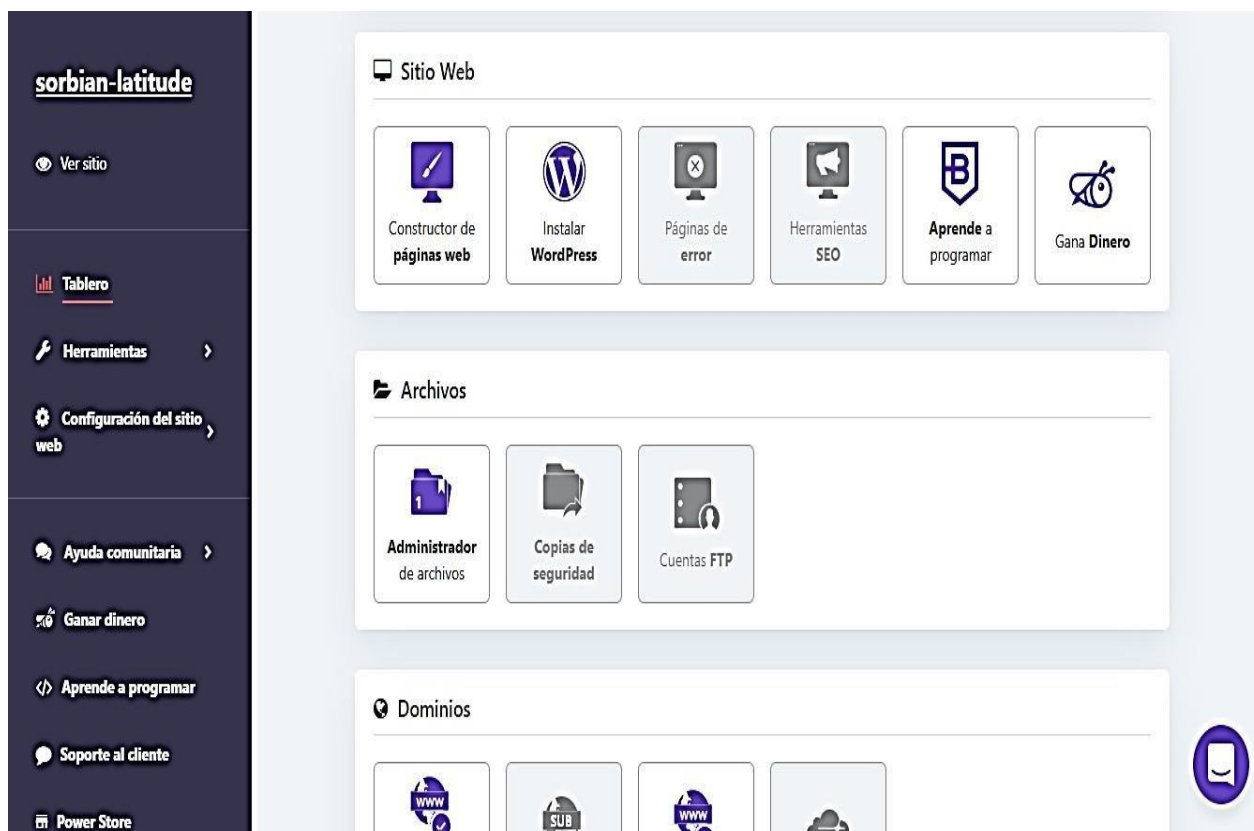 sorbian-latitude
Ver sitio
Tablero
Herramientas
Configuración del sitio
web
Ayuda comunitaria
Ganar dinero
Aprende a programar
Soporte al cliente
Power Store
Sitio Web
Constructor de
páginas web
Instalar
WordPress
Páginas de
error
Herramientas
SEO
Aprende a
programar
Gana Dinero
Archivos
1
Administrador
de archivos
Copias de
seguridad
Cuentas FTP
Dominios
WWW
SUB
WWW